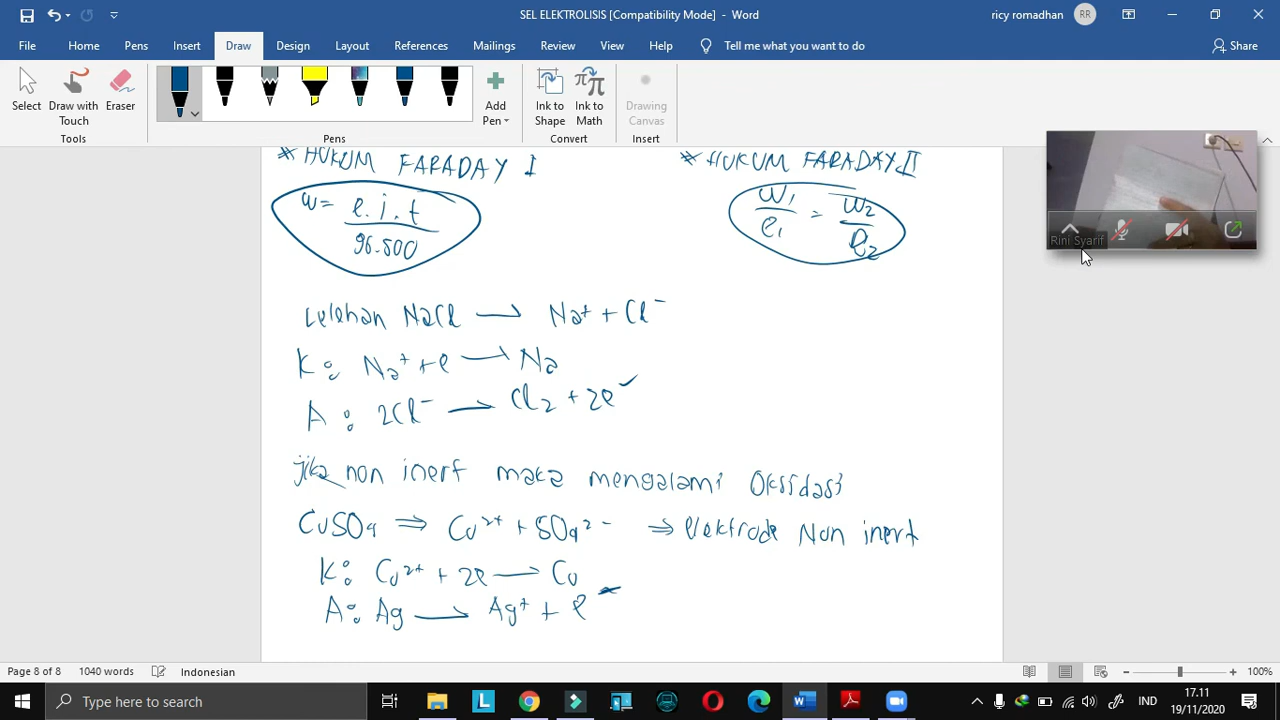 SEL ELEKTROLISIS [Compatibility Mode] - Word
ricy romadhan RR
File Home Pens Insert Draw Design Layout References Mailings Review View Help Tell me what you want to do Share
Select Draw with Touch Eraser Add Pen Ink to Shape Ink to Math Drawing Canvas
Tools Pens Convert Insert
* HUKUM FARADAY I
* HUKUM FARADAY II
w = e.i.t / 96.500
w1 / e1 = w2 / e2
Rini Syarif
Lelehan NaCl → Na⁺ + Cl⁻
K: Na⁺ + e → Na
A: 2Cl⁻ → Cl₂ + 2e
jika non inert maka mengalami Oksidasi
CuSO₄ ⇒ Cu²⁺ + SO₄²⁻ ⇒ Elektrode Non inert
K: Cu²⁺ + 2e → Cu
A: Ag → Ag⁺ + e
Page 8 of 8 1040 words Indonesian 100%
Type here to search IND 17.11
19/11/2020